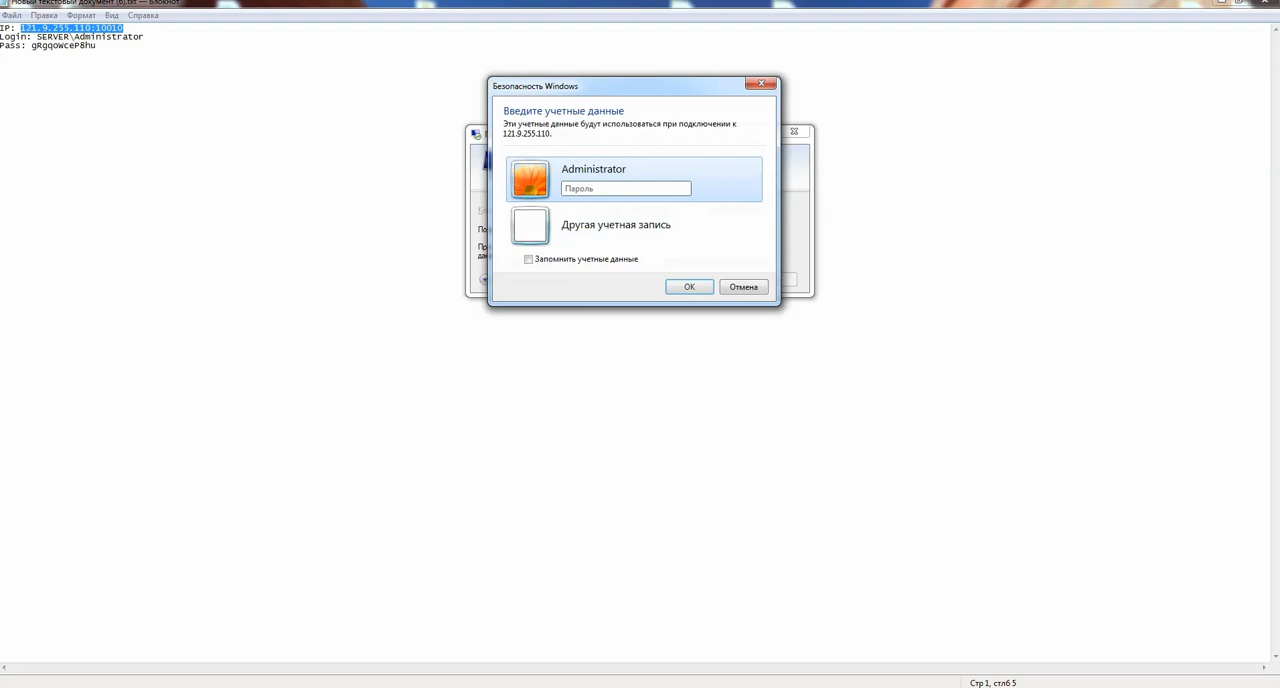 Новый текстовый документ (6).txt — Блокнот
Файл Правка Формат Вид Справка
IP: 121.9.255.110:10010
Login: SERVER\Administrator
Pass: gRgqoWceP8hu
Безопасность Windows
Введите учетные данные
Эти учетные данные будут использоваться при подключении к
121.9.255.110.
Administrator
Пароль
Другая учетная запись
Запомнить учетные данные
ОК Отмена
Стр 1, стлб 5